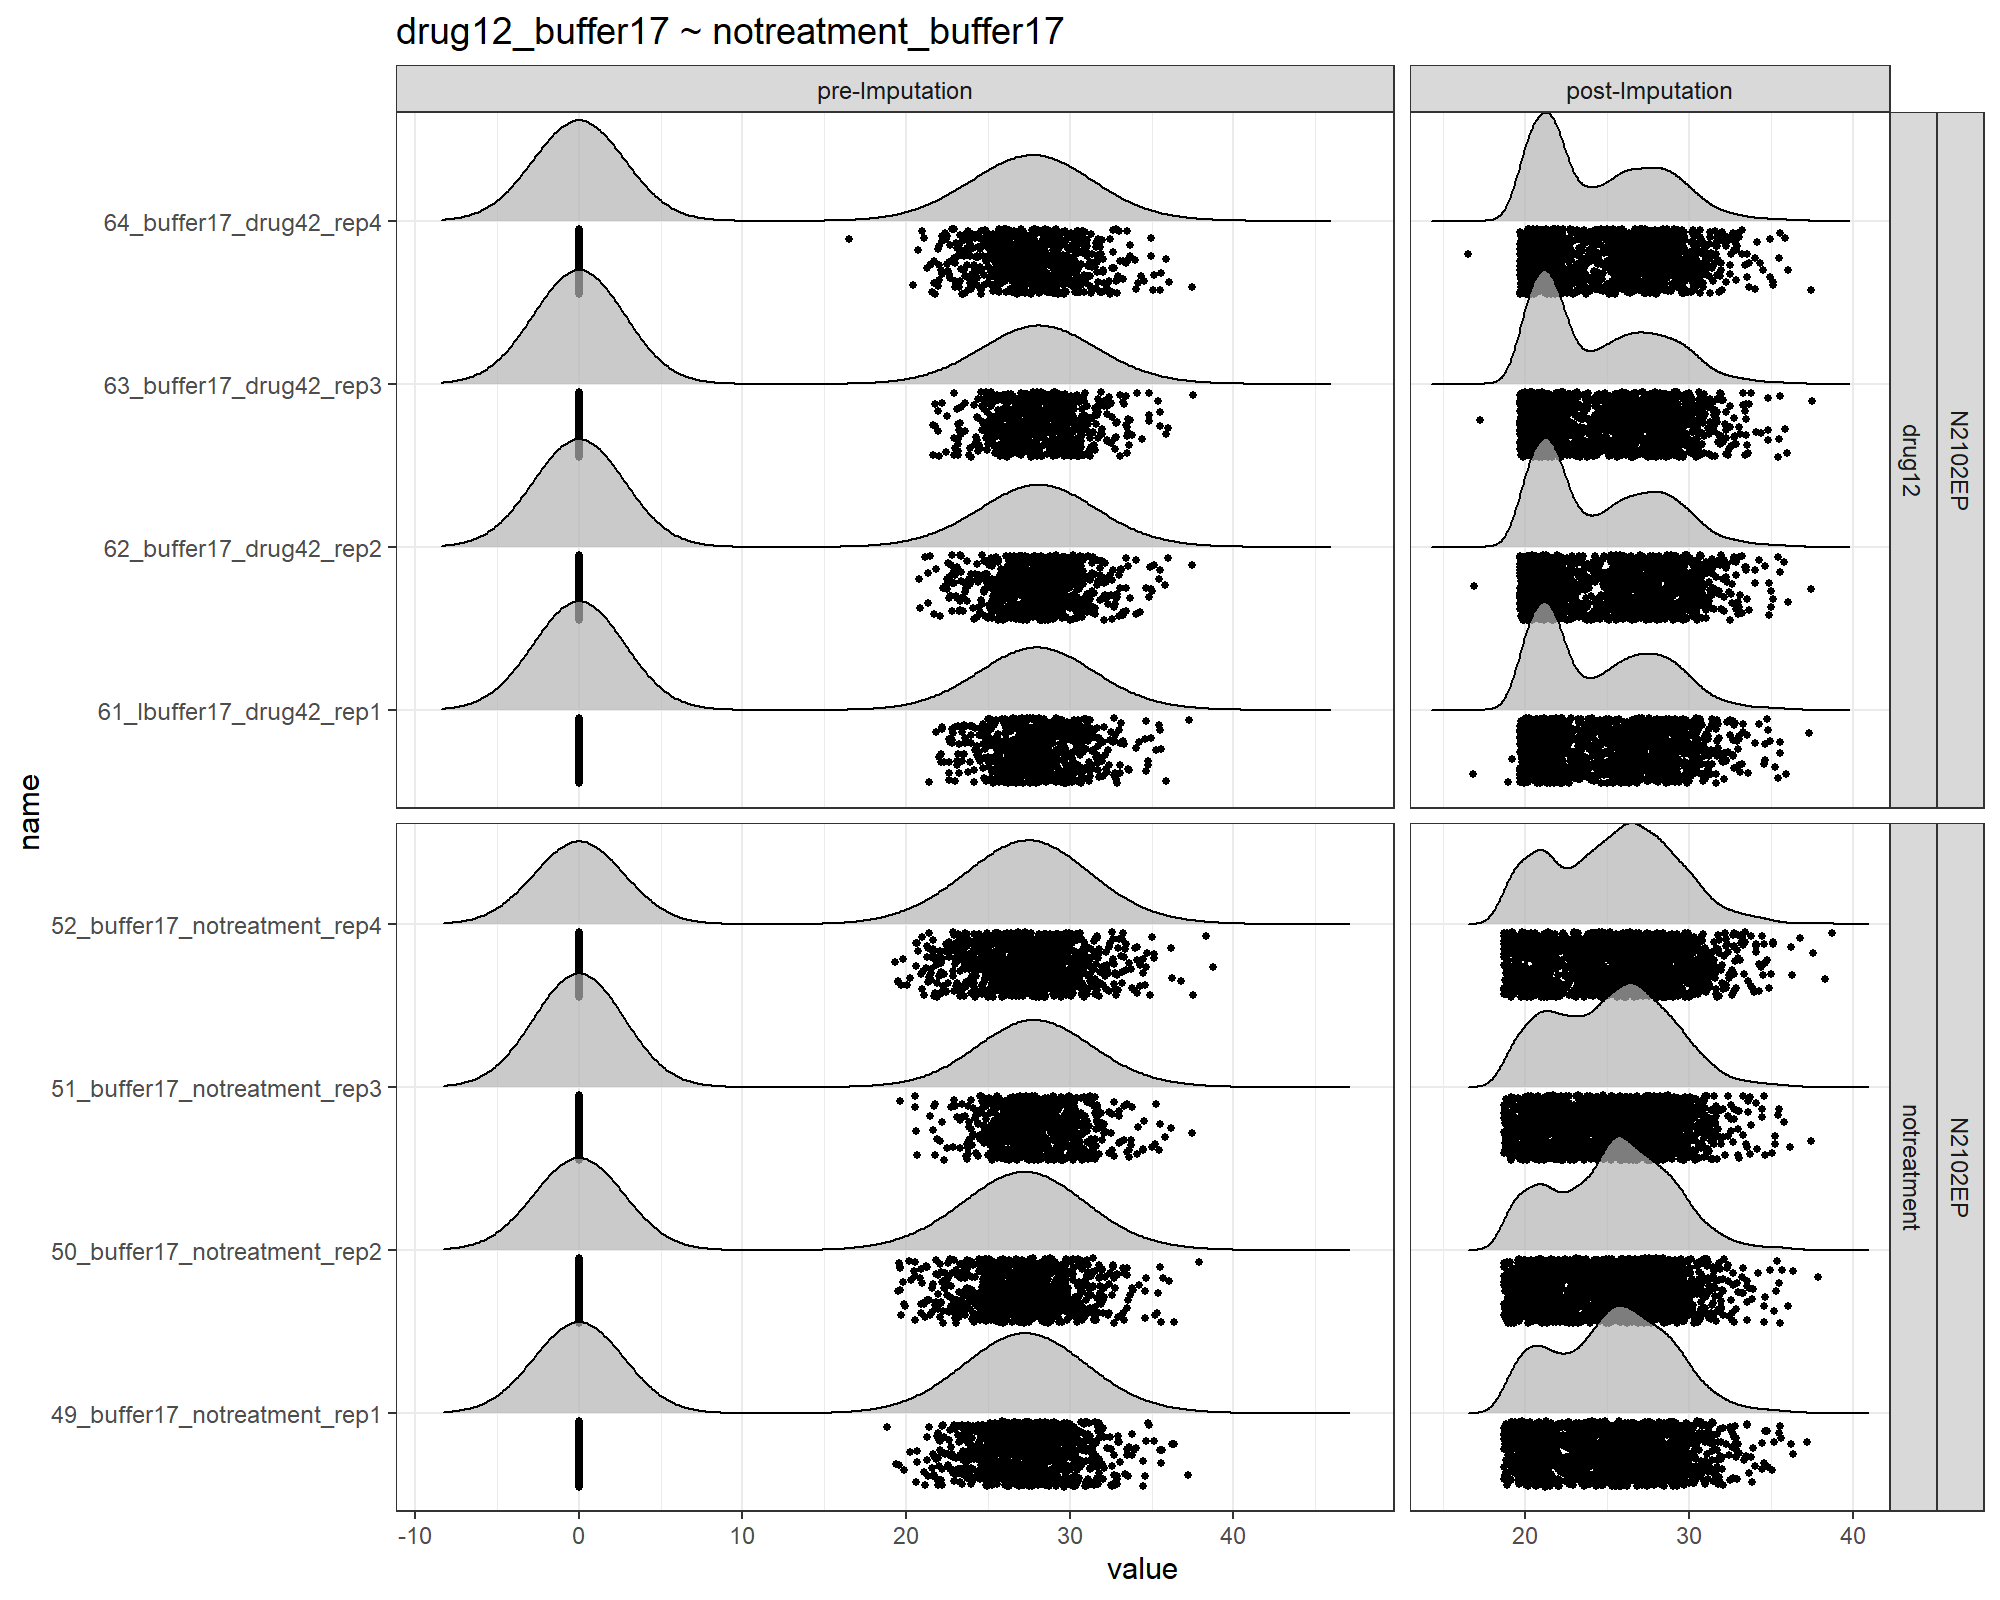 drug12_buffer17 ~ notreatment_buffer17
pre-Imputation
post-Imputation
64_buffer17_drug42_rep4
63_buffer17_drug42_rep3
62_buffer17_drug42_rep2
61_lbuffer17_drug42_rep1
drug12
N2102EP
name
52_buffer17_notreatment_rep4
51_buffer17_notreatment_rep3
50_buffer17_notreatment_rep2
49_buffer17_notreatment_rep1
notreatment
N2102EP
-10 0 10 20 30 40
20 30 40
value